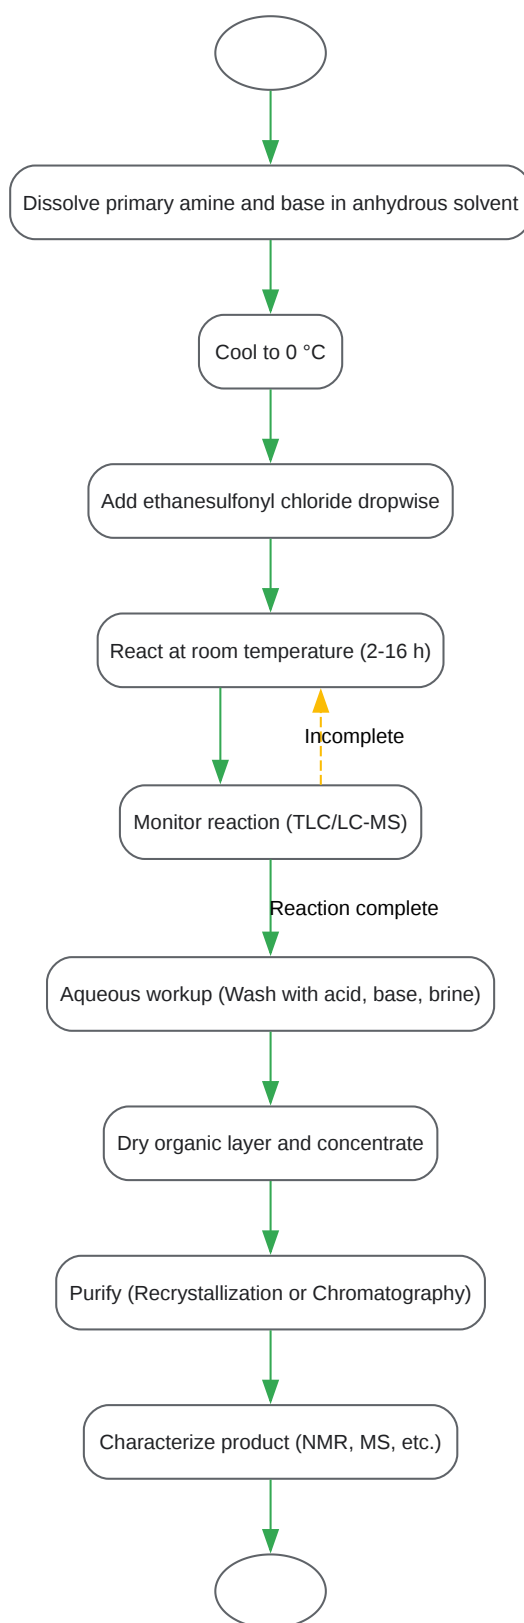 Dissolve primary amine and base in anhydrous solvent
Cool to 0 °C
Add ethanesulfonyl chloride dropwise
React at room temperature (2-16 h)
Incomplete
Monitor reaction (TLC/LC-MS)
Reaction complete
Aqueous workup (Wash with acid, base, brine)
Dry organic layer and concentrate
Purify (Recrystallization or Chromatography)
Characterize product (NMR, MS, etc.)